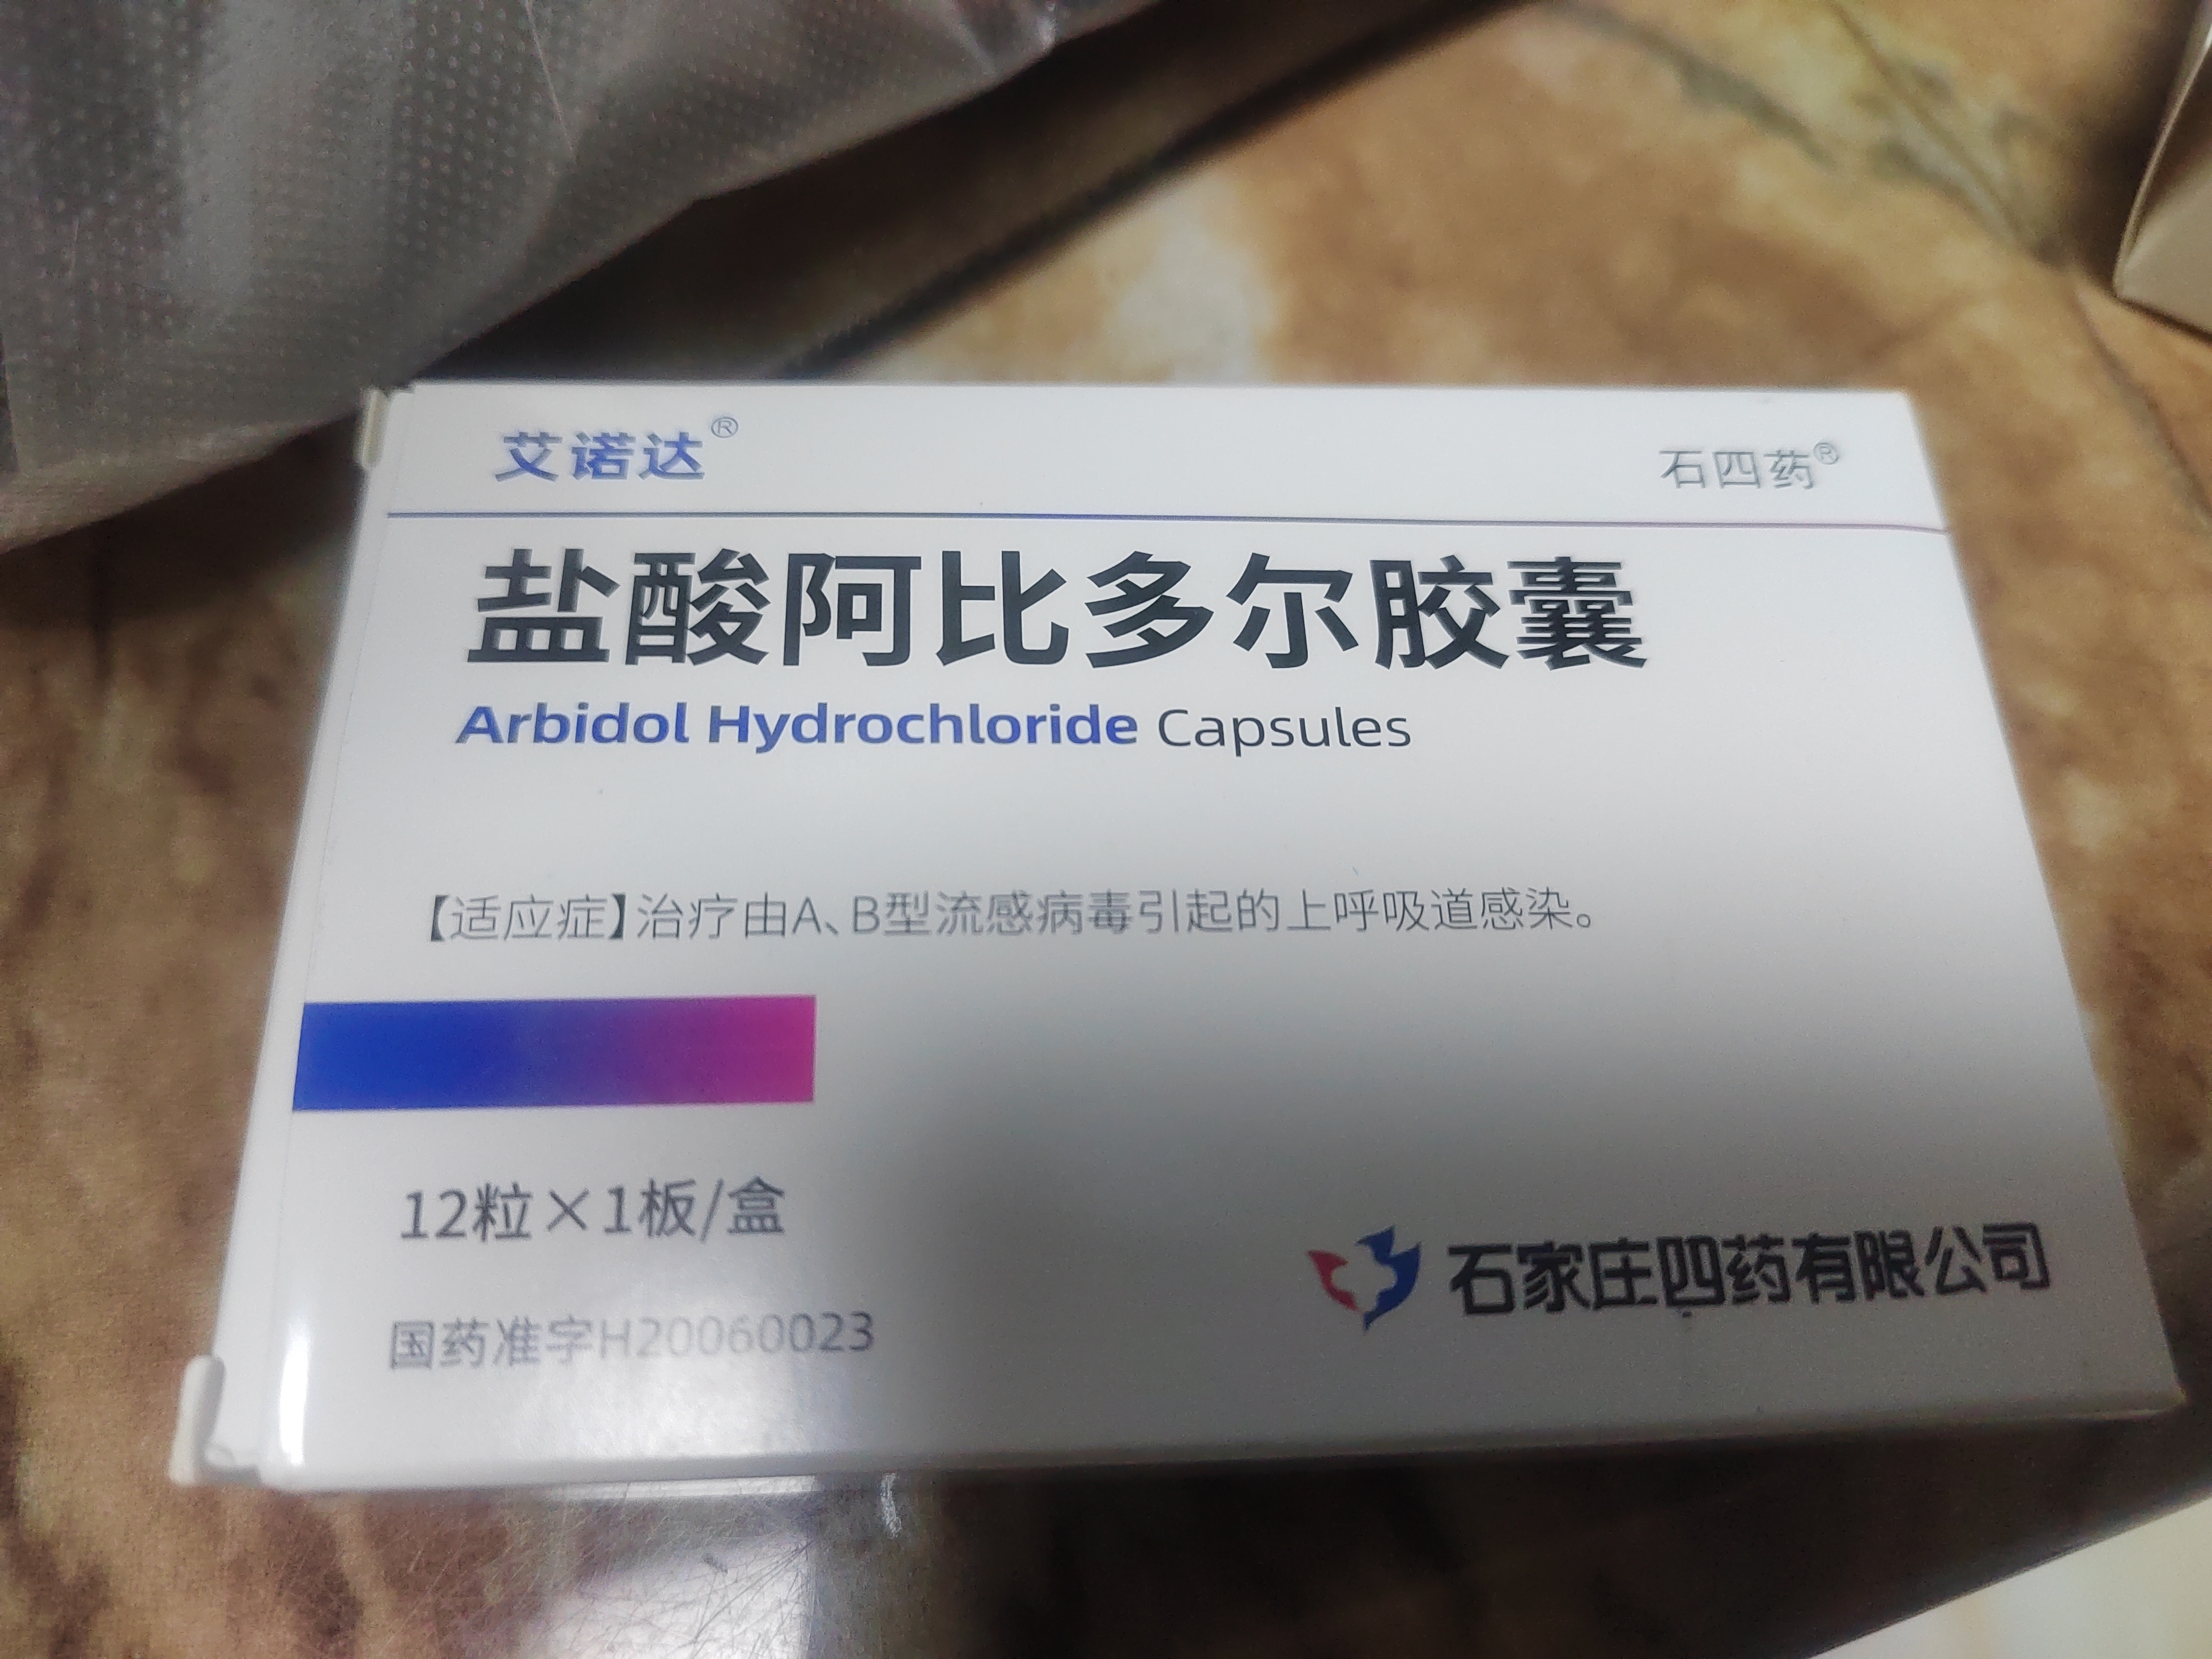 艾诺达®
石四药®
盐酸阿比多尔胶囊
Arbidol Hydrochloride Capsules
【适应症】治疗由A、B型流感病毒引起的上呼吸道感染。
12粒×1板/盒
国药准字H20060023
石家庄四药有限公司